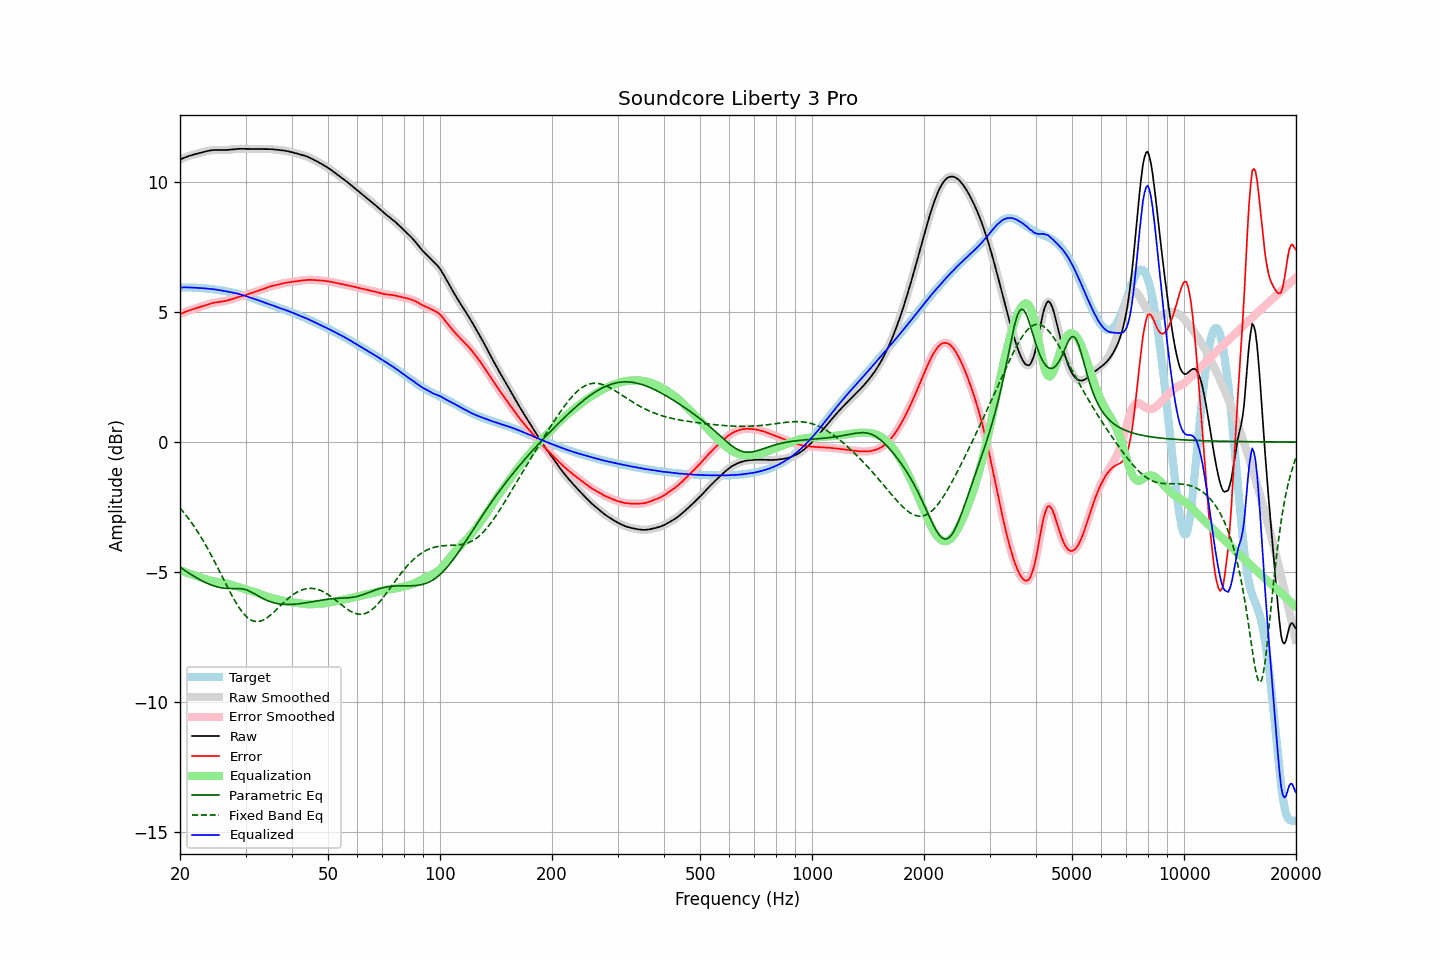 Soundcore Liberty 3 Pro
Amplitude (dBr)
10
5
0
−5
−10
−15
Target
Raw Smoothed
Error Smoothed
Raw
Error
Equalization
Parametric Eq
Fixed Band Eq
Equalized
20 50 100 200 500 1000 2000 5000 10000 20000
Frequency (Hz)